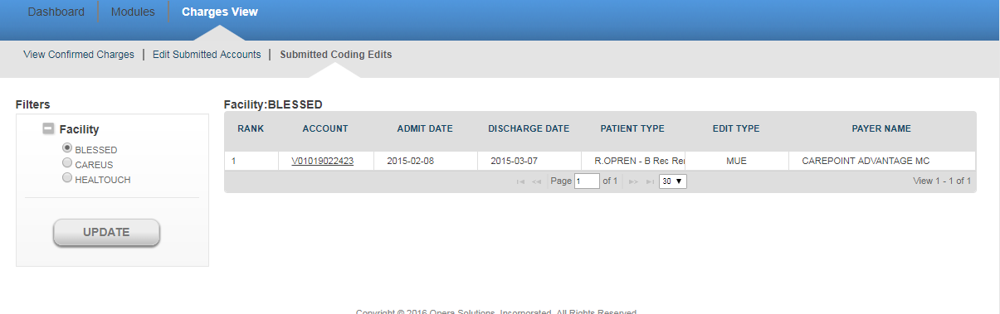 Dashboard Modules Charges View
View Confirmed Charges Edit Submitted Accounts Submitted Coding Edits
Filters
Facility
BLESSED
CAREUS
HEALTOUCH
UPDATE
Facility:BLESSED
RANK ACCOUNT ADMIT DATE DISCHARGE DATE PATIENT TYPE EDIT TYPE PAYER NAME
1 V01019022423 2015-02-08 2015-03-07 R.OPREN - B Rec Rei MUE CAREPOINT ADVANTAGE MC
Page 1 of 1 30 View 1 - 1 of 1
Copyright © 2016 Opera Solutions, Incorporated. All Rights Reserved